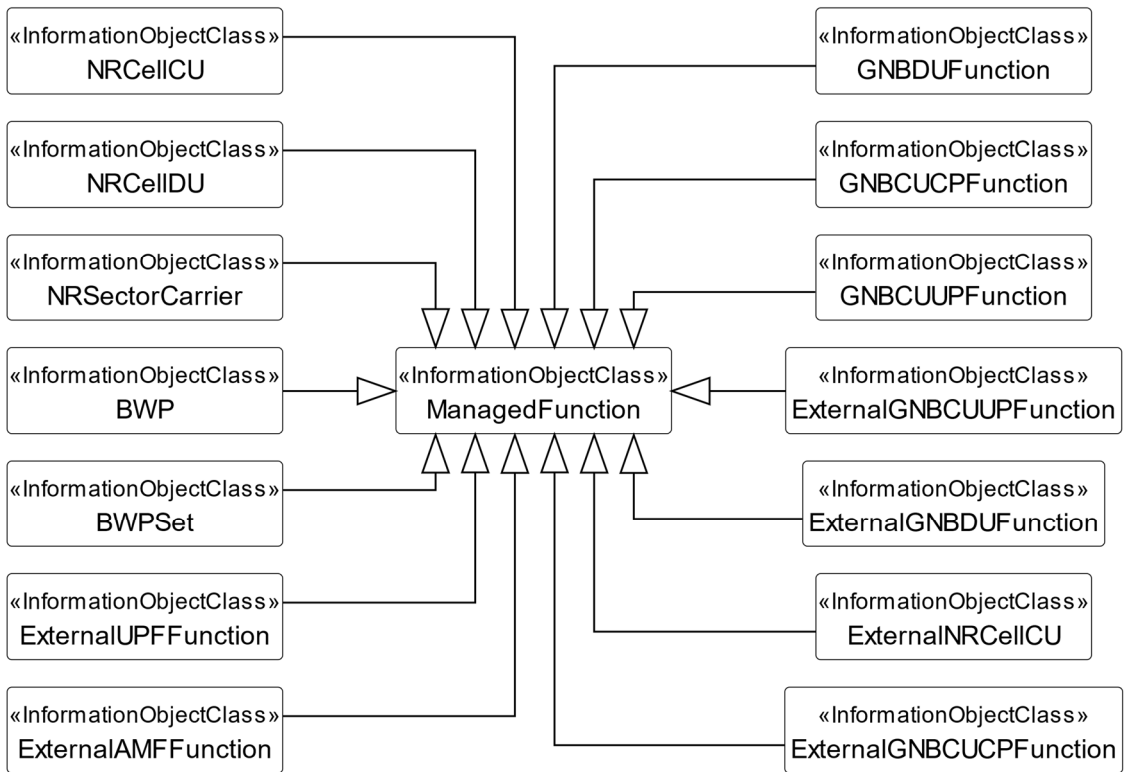 «InformationObjectClass»
NRCellCU
«InformationObjectClass»
NRCellDU
«InformationObjectClass»
NRSectorCarrier
«InformationObjectClass»
BWP
«InformationObjectClass»
BWPSet
«InformationObjectClass»
ExternalUPFFunction
«InformationObjectClass»
ExternalAMFFunction
«InformationObjectClass»
ManagedFunction
«InformationObjectClass»
GNBDUFunction
«InformationObjectClass»
GNBCUCPFunction
«InformationObjectClass»
GNBCUUPFunction
«InformationObjectClass»
ExternalGNBCUUPFunction
«InformationObjectClass»
ExternalGNBDUFunction
«InformationObjectClass»
ExternalNRCellCU
«InformationObjectClass»
ExternalGNBCUCPFunction